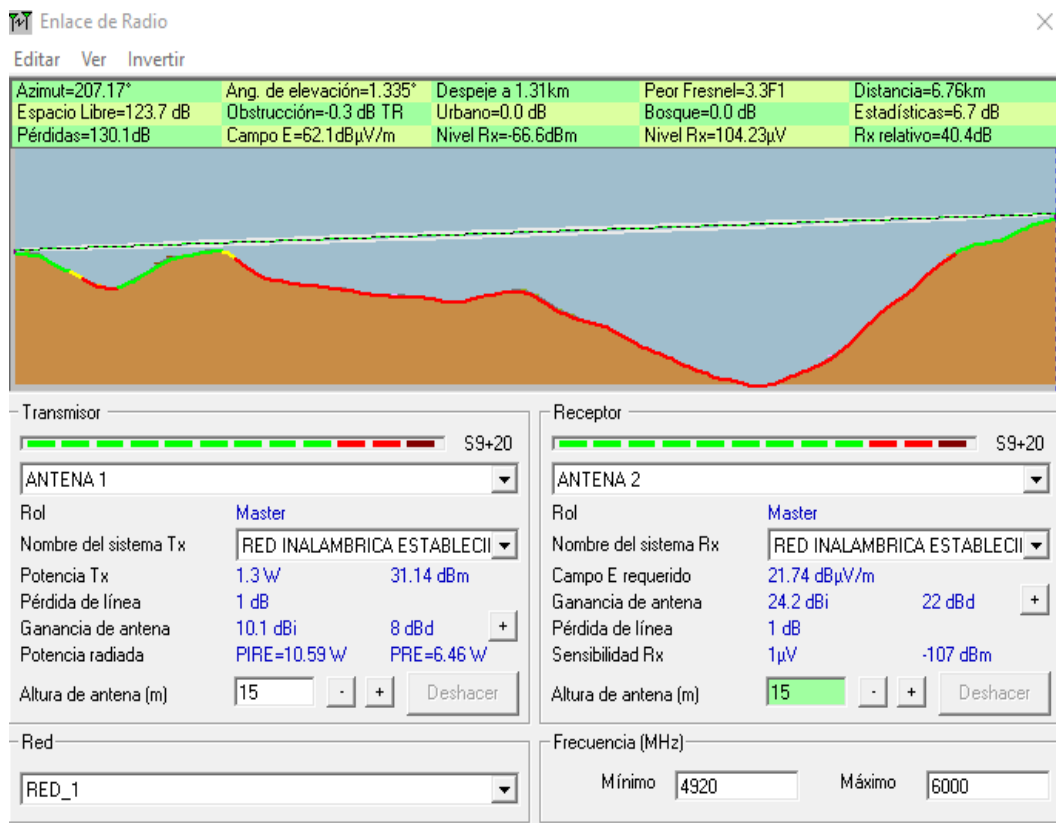 Enlace de Radio
Editar Ver Invertir
Azimut=207.17° Ang. de elevación=1.335° Despeje a 1.31km Peor Fresnel=3.3F1 Distancia=6.76km
Espacio Libre=123.7 dB Obstrucción=-0.3 dB TR Urbano=0.0 dB Bosque=0.0 dB Estadísticas=6.7 dB
Pérdidas=130.1dB Campo E=62.1dBµV/m Nivel Rx=-66.6dBm Nivel Rx=104.23µV Rx relativo=40.4dB
Transmisor
S9+20
ANTENA 1
Rol Master
Nombre del sistema Tx RED INALAMBRICA ESTABLECII
Potencia Tx 1.3 W 31.14 dBm
Pérdida de línea 1 dB
Ganancia de antena 10.1 dBi 8 dBd +
Potencia radiada PIRE=10.59 W PRE=6.46 W
Altura de antena (m) 15 - + Deshacer
Receptor
S9+20
ANTENA 2
Rol Master
Nombre del sistema Rx RED INALAMBRICA ESTABLECII
Campo E requerido 21.74 dBµV/m
Ganancia de antena 24.2 dBi 22 dBd +
Pérdida de línea 1 dB
Sensibilidad Rx 1µV -107 dBm
Altura de antena (m) 15 - + Deshacer
Red
RED_1
Frecuencia (MHz)
Mínimo 4920 Máximo 6000